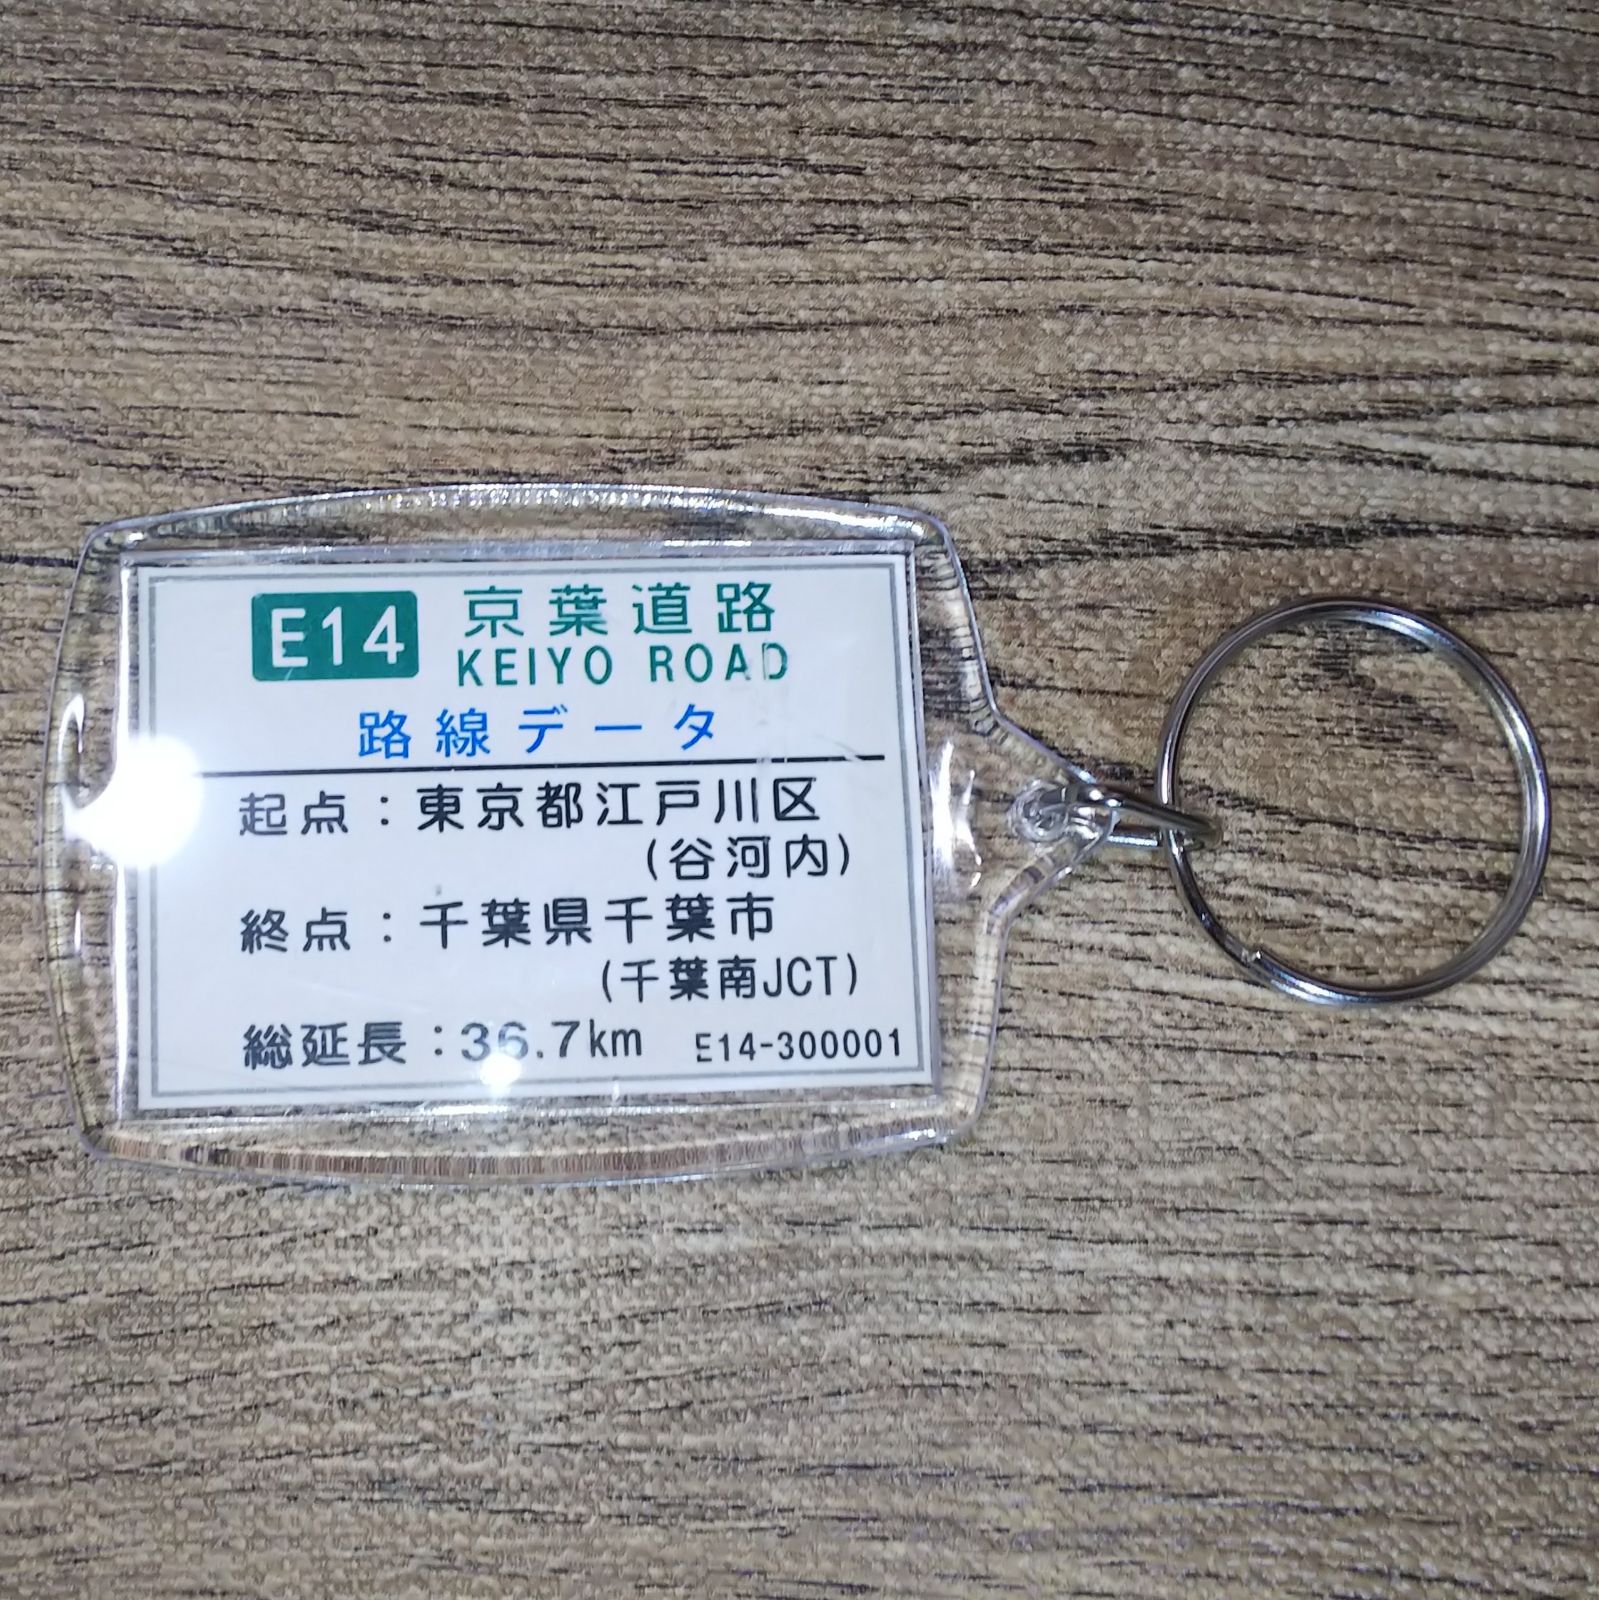 E14 京葉道路
KEIYO ROAD
路線データ
起点：東京都江戸川区
(谷河内)
終点：千葉県千葉市
(千葉南JCT)
総延長：36.7km E14-300001